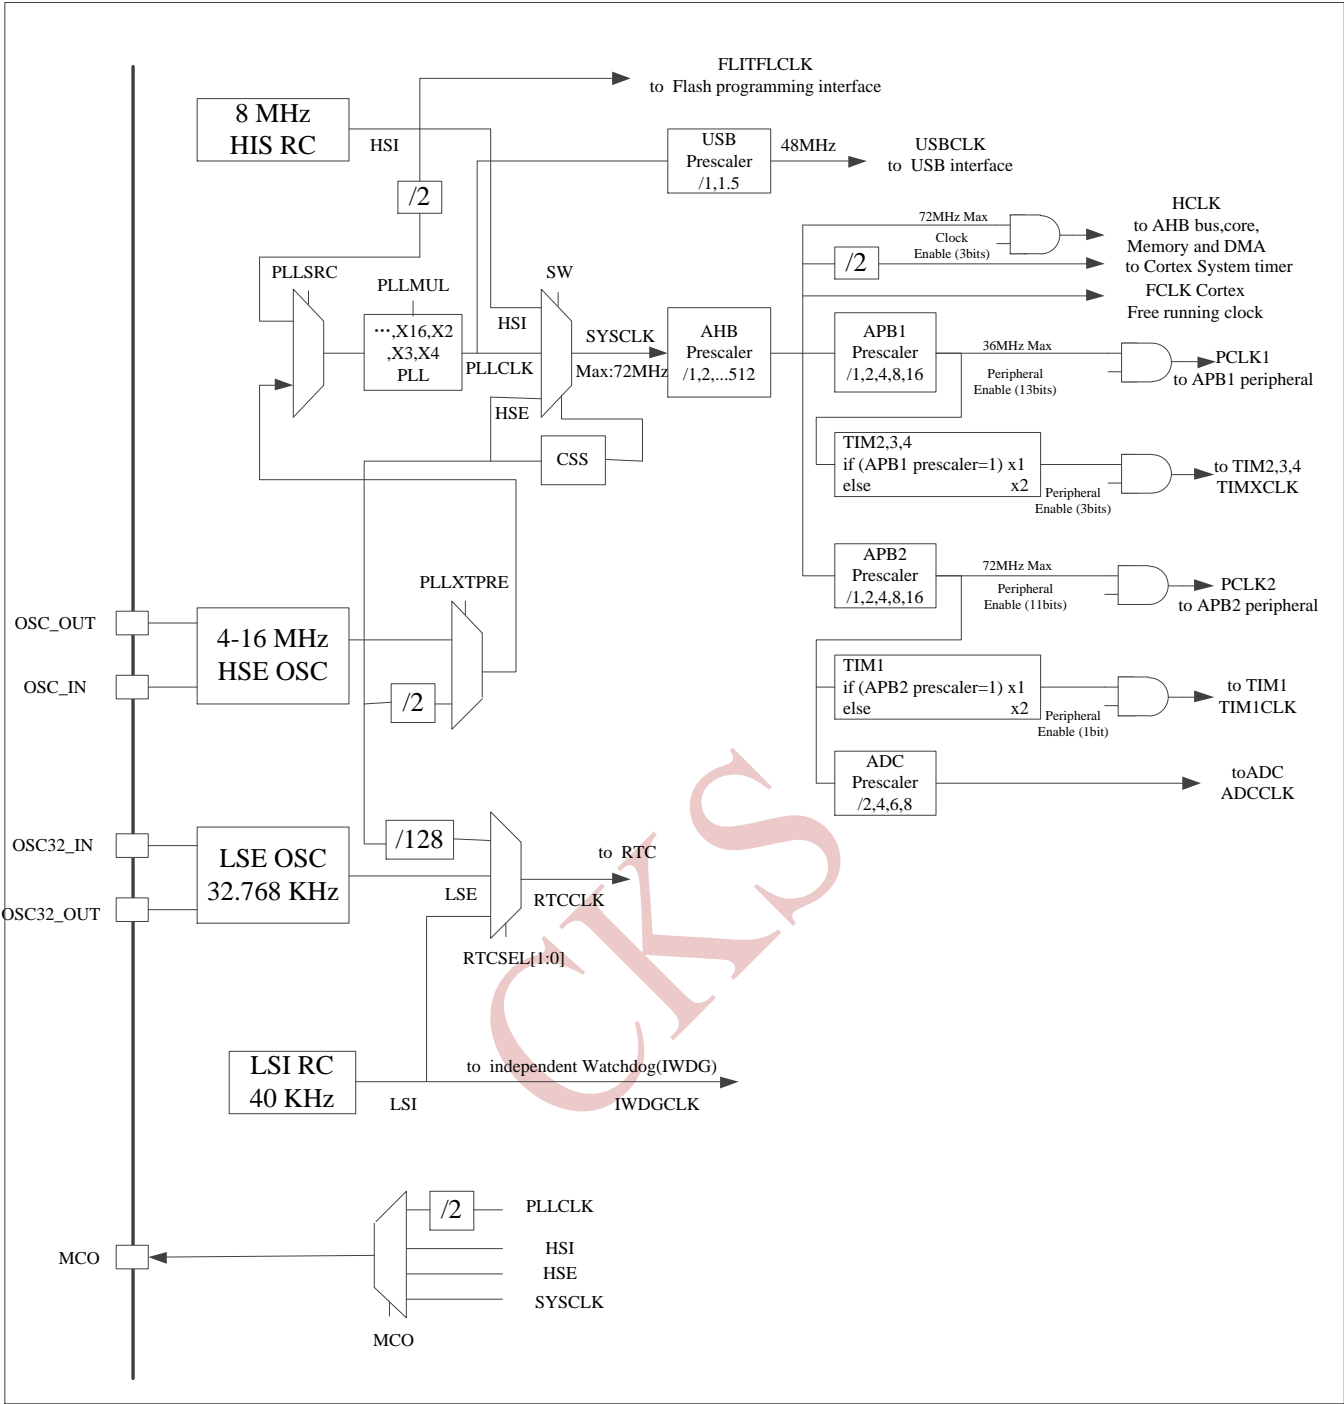 FLITFLCLK
to Flash programming interface
8 MHz
HIS RC
HSI
USB
Prescaler
/1,1.5
48MHz
USBCLK
to USB interface
/2
HCLK
to AHB bus,core,
Memory and DMA
72MHz Max
Clock
Enable (3bits)
/2
to Cortex System timer
FCLK Cortex
Free running clock
PLLSRC
PLLMUL
···,X16,X2
,X3,X4
PLL
PLLCLK
SW
HSI
HSE
SYSCLK
Max:72MHz
AHB
Prescaler
/1,2,...512
APB1
Prescaler
/1,2,4,8,16
36MHz Max
Peripheral
Enable (13bits)
PCLK1
to APB1 peripheral
CSS
TIM2,3,4
if (APB1 prescaler=1) x1
else x2
Peripheral
Enable (3bits)
to TIM2,3,4
TIMXCLK
APB2
Prescaler
/1,2,4,8,16
72MHz Max
Peripheral
Enable (11bits)
PCLK2
to APB2 peripheral
PLLXTPRE
OSC_OUT
OSC_IN
4-16 MHz
HSE OSC
/2
TIM1
if (APB2 prescaler=1) x1
else x2
Peripheral
Enable (1bit)
to TIM1
TIM1CLK
ADC
Prescaler
/2,4,6,8
toADC
ADCCLK
OSC32_IN
OSC32_OUT
LSE OSC
32.768 KHz
/128
LSE
to RTC
RTCCLK
RTCSEL[1:0]
CKS
LSI RC
40 KHz
LSI
to independent Watchdog(IWDG)
IWDGCLK
/2
PLLCLK
HSI
HSE
SYSCLK
MCO
MCO